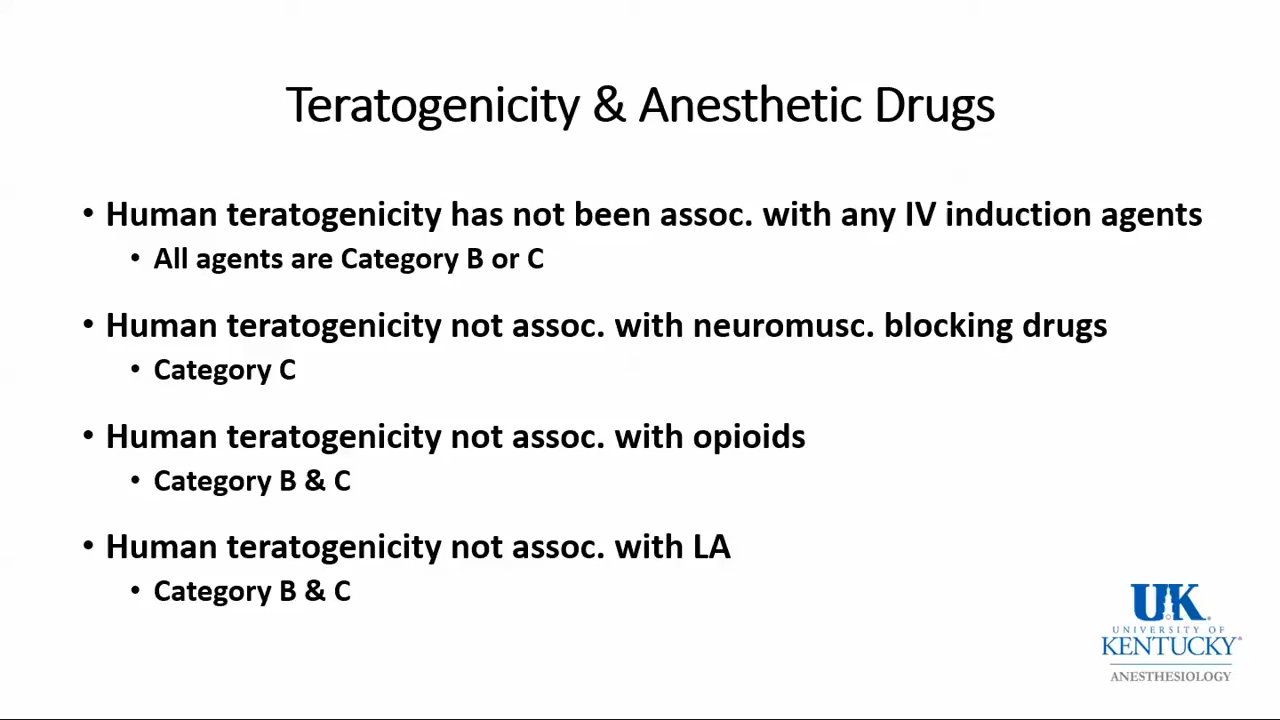 Teratogenicity & Anesthetic Drugs
• Human teratogenicity has not been assoc. with any IV induction agents
• All agents are Category B or C
• Human teratogenicity not assoc. with neuromusc. blocking drugs
• Category C
• Human teratogenicity not assoc. with opioids
• Category B & C
• Human teratogenicity not assoc. with LA
• Category B & C
UK
UNIVERSITY OF
KENTUCKY
ANESTHESIOLOGY